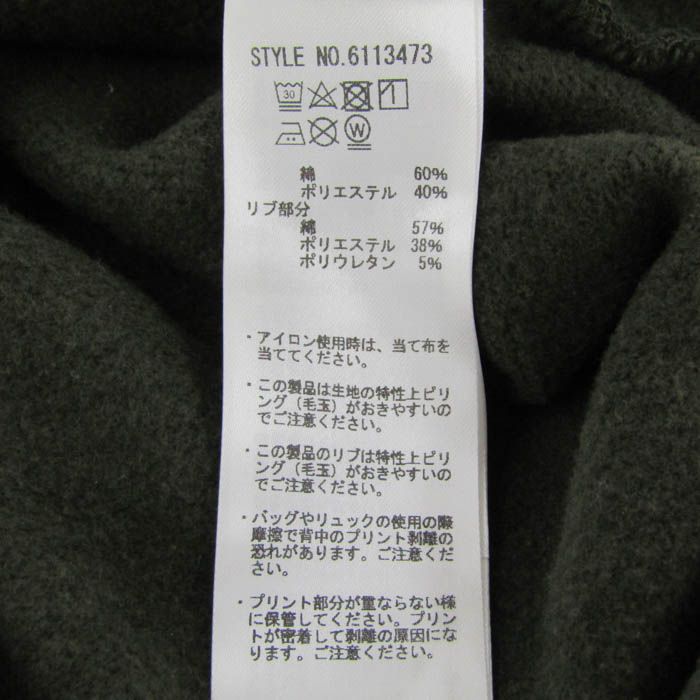 STYLE NO.6113473
30
1
W
綿 60%
ポリエステル 40%
リブ部分
綿 57%
ポリエステル 38%
ポリウレタン 5%
・アイロン使用時は、当て布を
当ててください。
・この製品は生地の特性上ピリ
ング（毛玉）がおきやすいの
でご注意ください。
・この製品のリブは特性上ピリ
ング（毛玉）がおきやすいの
でご注意ください。
・バッグやリュックの使用の際
摩擦で背中のプリント剥離の
恐れがあります。ご注意くだ
さい。
・プリント部分が重ならない様
に保管してください。プリン
トが密着して剥離の原因にな
ります。ご注意ください。